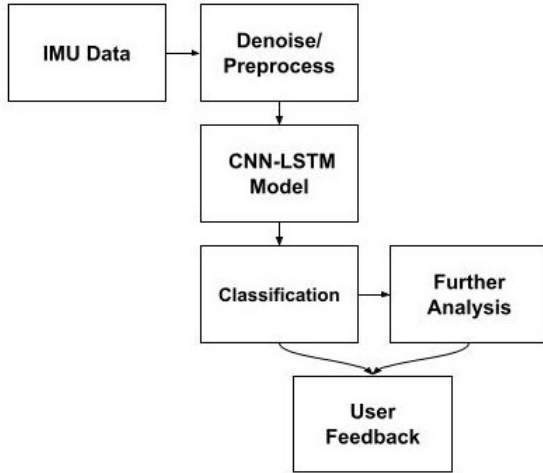 IMU Data
Denoise/
Preprocess
CNN-LSTM
Model
Classification
Further
Analysis
User
Feedback